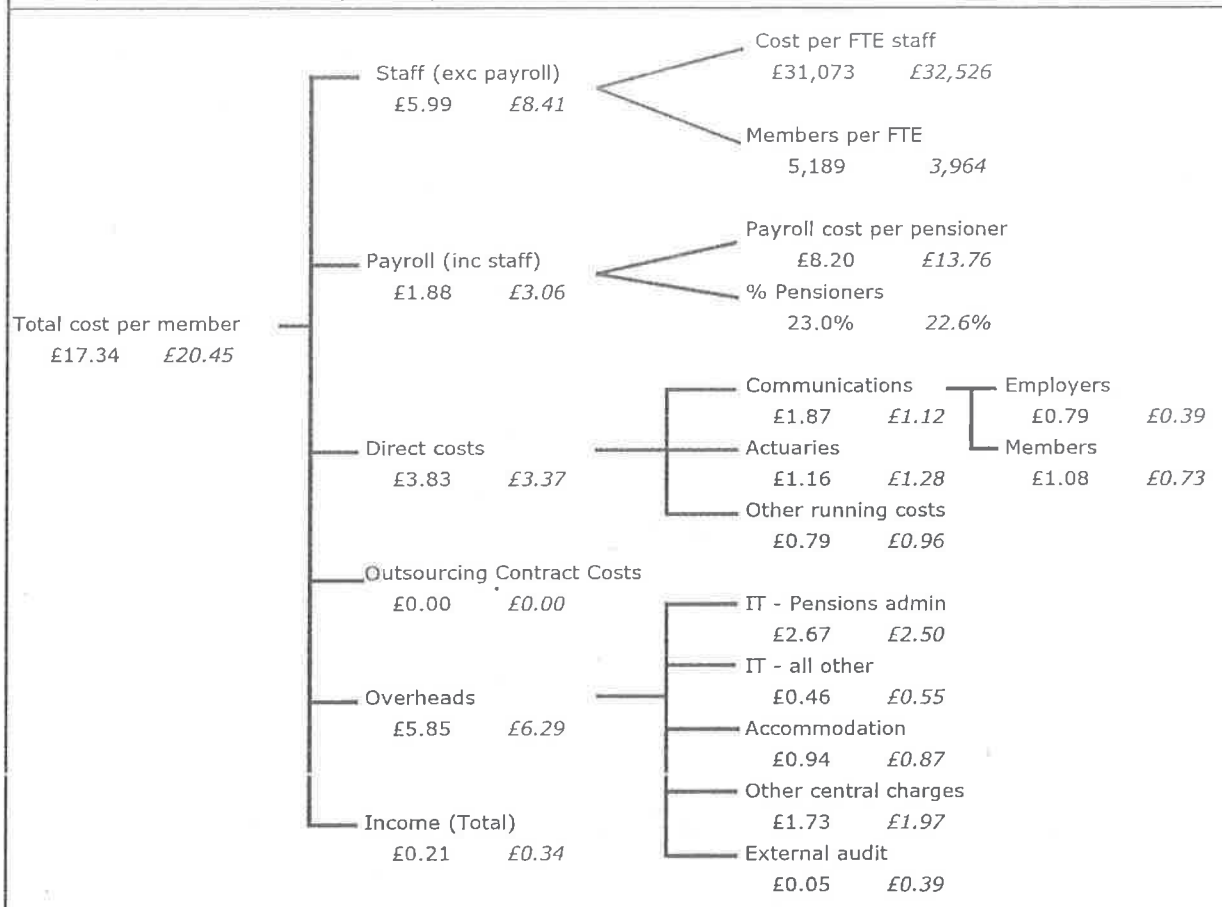 Cost per FTE staff
£31,073 £32,526
Staff (exc payroll)
£5.99 £8.41
Members per FTE
5,189 3,964
Payroll cost per pensioner
£8.20 £13.76
Payroll (inc staff)
£1.88 £3.06
% Pensioners
23.0% 22.6%
Total cost per member
£17.34 £20.45
Communications
£1.87 £1.12
Employers
£0.79 £0.39
Direct costs
£3.83 £3.37
Actuaries
£1.16 £1.28
Members
£1.08 £0.73
Other running costs
£0.79 £0.96
Outsourcing Contract Costs
£0.00 £0.00
IT - Pensions admin
£2.67 £2.50
IT - all other
£0.46 £0.55
Overheads
£5.85 £6.29
Accommodation
£0.94 £0.87
Other central charges
£1.73 £1.97
Income (Total)
£0.21 £0.34
External audit
£0.05 £0.39